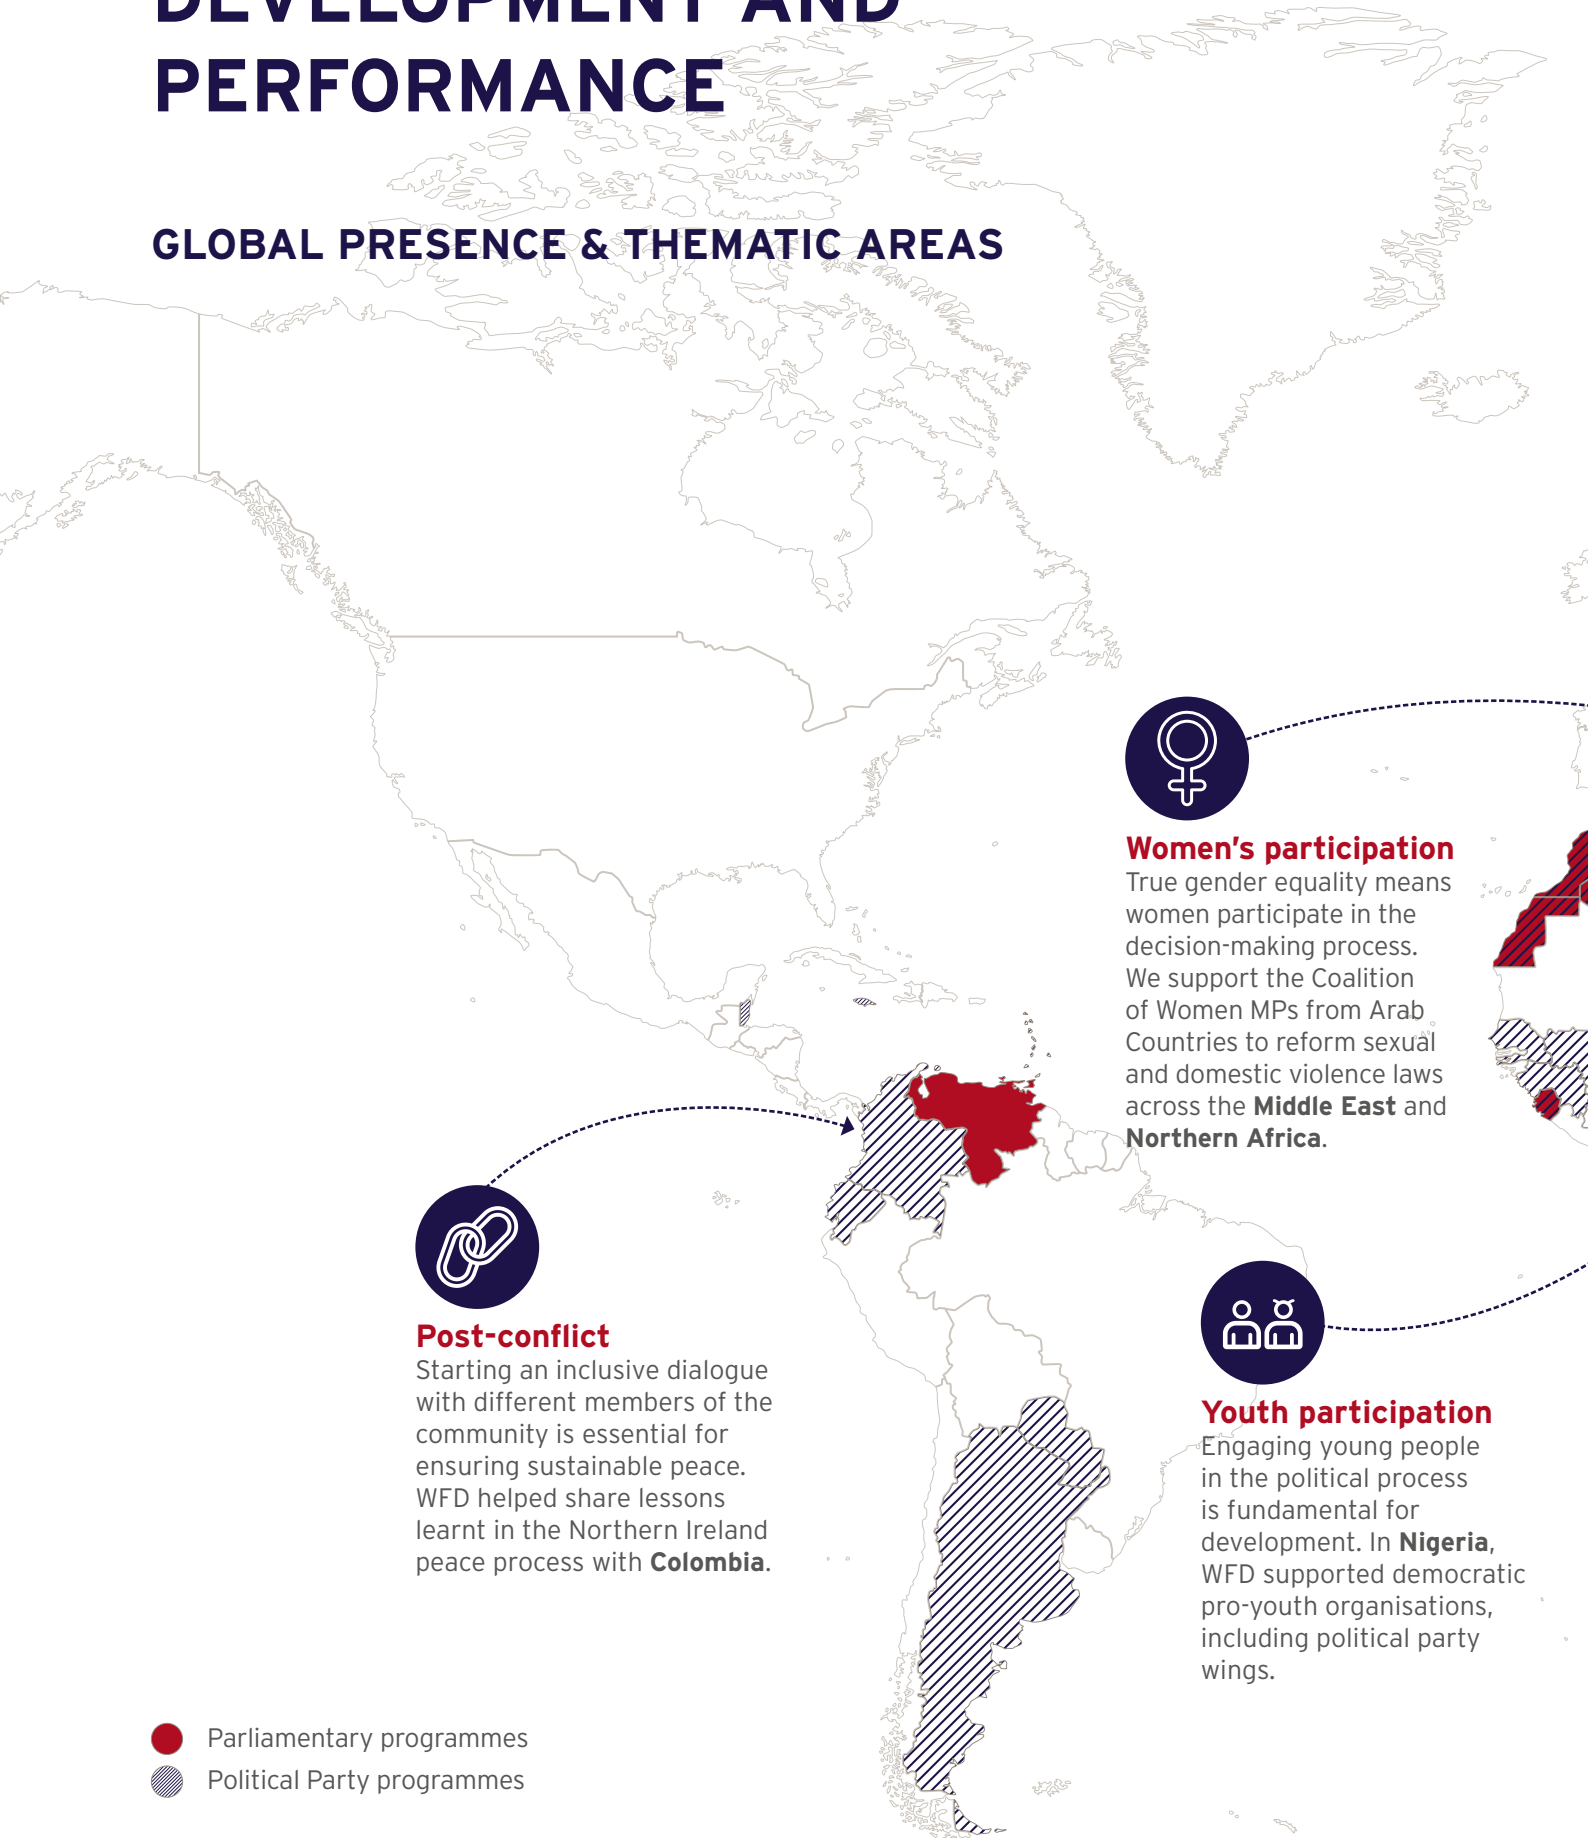 DEVELOPMENT AND
PERFORMANCE
GLOBAL PRESENCE & THEMATIC AREAS
Women's participation
True gender equality means
women participate in the
decision-making process.
We support the Coalition
of Women MPs from Arab
Countries to reform sexual
and domestic violence laws
across the Middle East and
Northern Africa.
Post-conflict
Starting an inclusive dialogue
with different members of the
community is essential for
ensuring sustainable peace.
WFD helped share lessons
learnt in the Northern Ireland
peace process with Colombia.
Youth participation
Engaging young people
in the political process
is fundamental for
development. In Nigeria,
WFD supported democratic
pro-youth organisations,
including political party
wings.
Parliamentary programmes
Political Party programmes